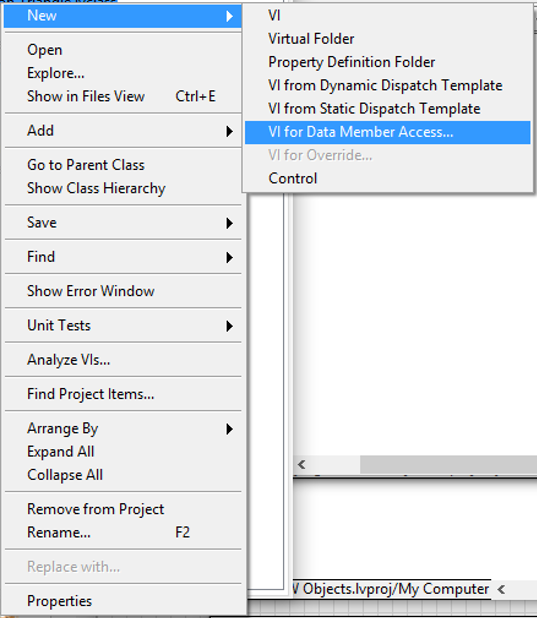 New
Open
Explore...
Show in Files View Ctrl+E
Add
Go to Parent Class
Show Class Hierarchy
Save
Find
Show Error Window
Unit Tests
Analyze VIs...
Find Project Items...
Arrange By
Expand All
Collapse All
Remove from Project
Rename... F2
Replace with...
Properties
VI
Virtual Folder
Property Definition Folder
VI from Dynamic Dispatch Template
VI from Static Dispatch Template
VI for Data Member Access...
VI for Override...
Control
Objects.lvproj/My Computer